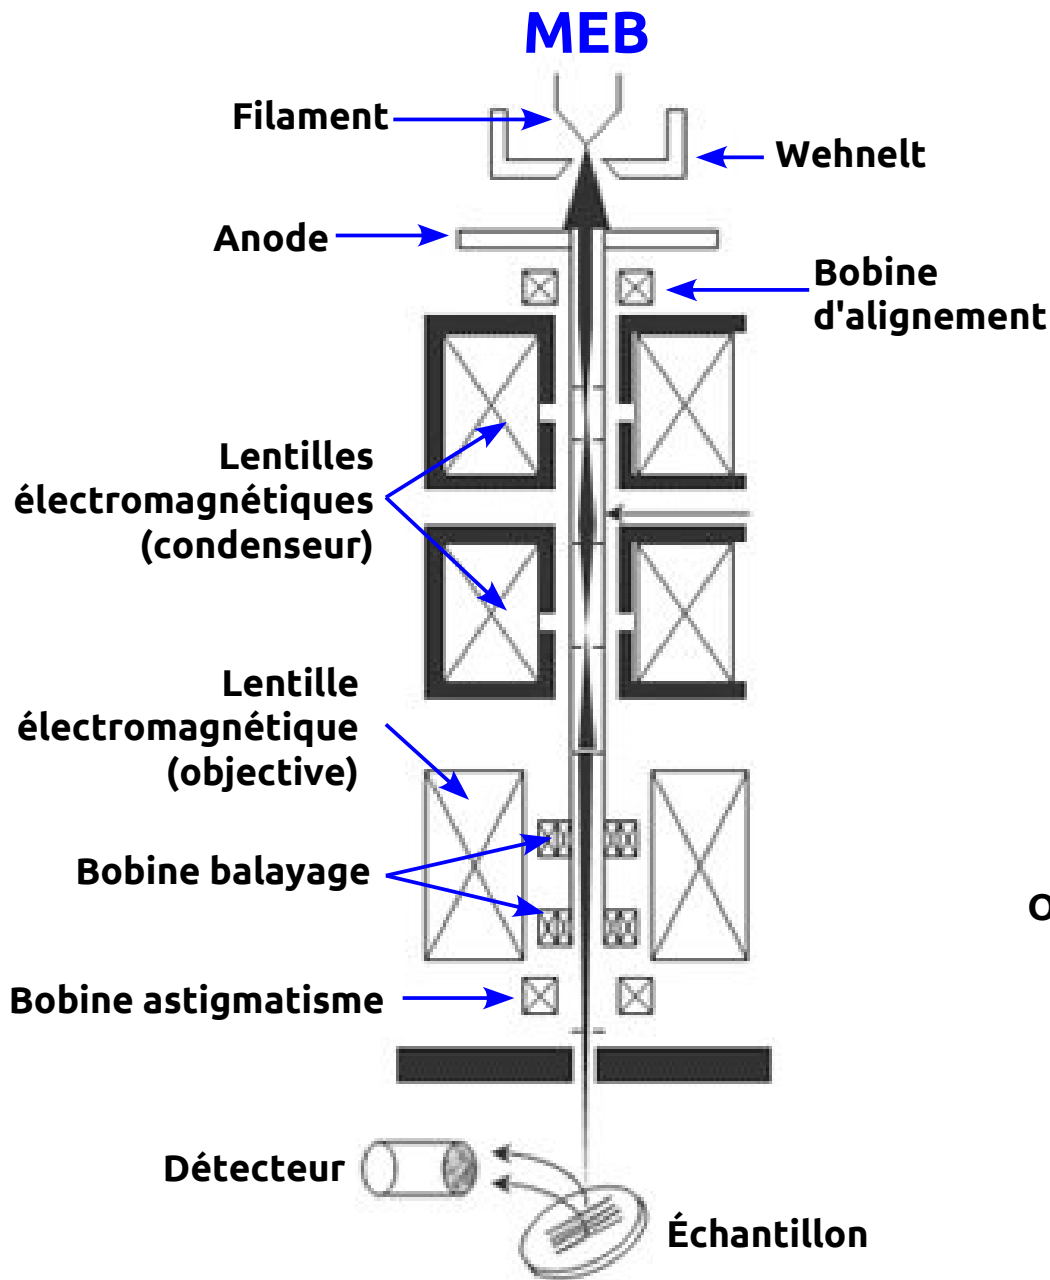 MEB
Filament
Wehnelt
Anode
Bobine
d'alignement
Lentilles
électromagnétiques
(condenseur)
Lentille
électromagnétique
(objective)
Bobine balayage
O
Bobine astigmatisme
Détecteur
Échantillon